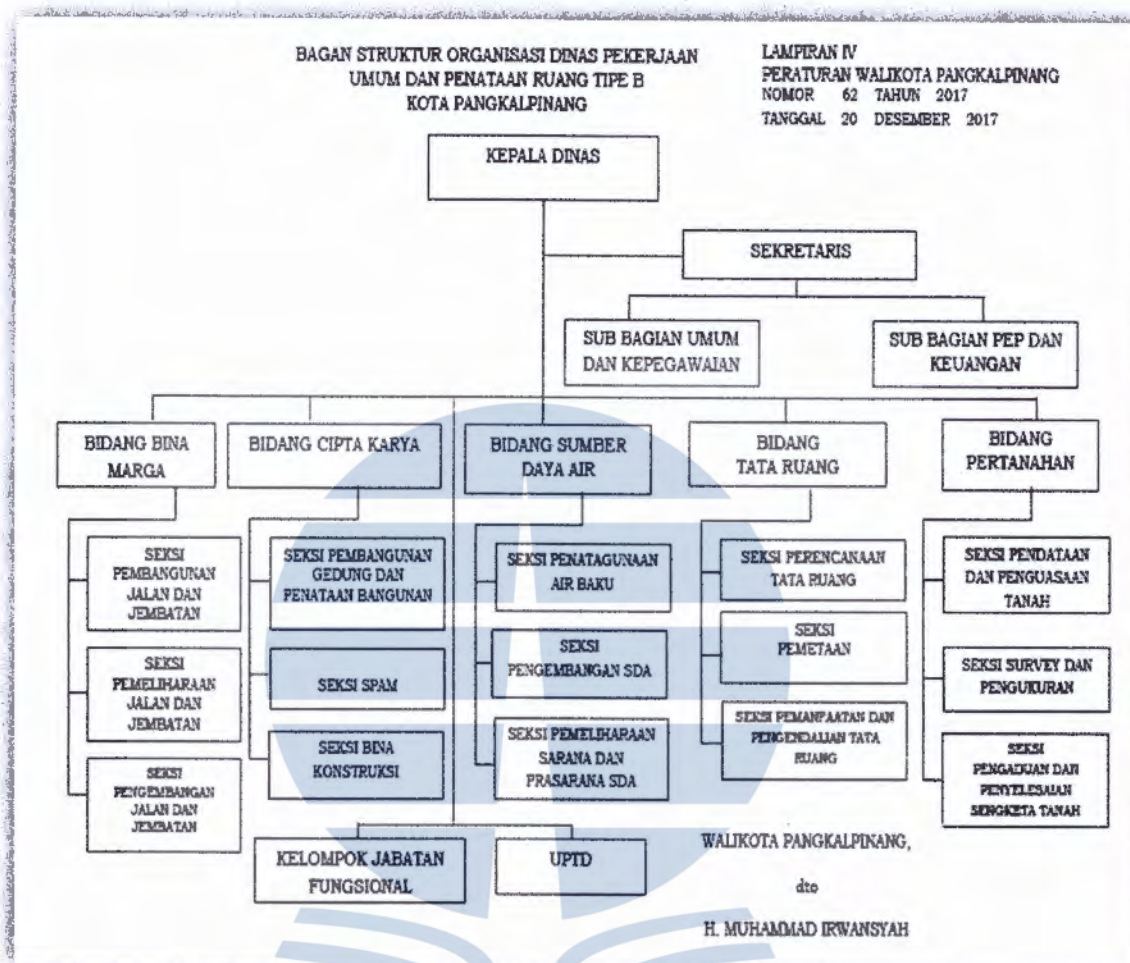 BAGAN STRUKTUR ORGANISASI DINAS PEKERJAAN
UMUM DAN PENATAAN RUANG TIPE B
KOTA PANGKALPINANG
LAMPIRAN IV
PERATURAN WALIKOTA PANGKALPINANG
NOMOR 62 TAHUN 2017
TANGGAL 20 DESEMBER 2017
KEPALA DINAS
SEKRETARIS
SUB BAGIAN UMUM
DAN KEPEGAWAIAN
SUB BAGIAN PEP DAN
KEUANGAN
BIDANG BINA
MARGA
BIDANG CIPTA KARYA
BIDANG SUMBER
DAYA AIR
BIDANG
TATA RUANG
BIDANG
PERTANAHAN
SEKSI
PEMBANGUNAN
JALAN DAN
JEMBATAN
SEKSI PEMBANGUNAN
GEDUNG DAN
PENATAAN BANGUNAN
SEKSI PENATAGUNAAN
AIR BAKU
SEKSI PERENCANAAN
TATA RUANG
SEKSI PENDATAAN
DAN PENGUASAAN
TANAH
SEKSI
PEMELIHARAAN
JALAN DAN
JEMBATAN
SEKSI SPAM
SEKSI
PENGEMBANGAN SDA
SEKSI
PEMETAAN
SEKSI SURVEY DAN
PENGUKURAN
SEKSI
PENGEMBANGAN
JALAN DAN
JEMBATAN
SEKSI BINA
KONSTRUKSI
SEKSI PEMELIHARAAN
SARANA DAN
PRASARANA SDA
SEKSI PEMANFAATAN DAN
PENGENDALIAN TATA
RUANG
SEKSI
PENGADUAN DAN
PENYELESAIAN
SENGKETA TANAH
KELOMPOK JABATAN
FUNGSIONAL
UPTD
WALIKOTA PANGKALPINANG,
dto
H. MUHAMMAD IRWANSYAH